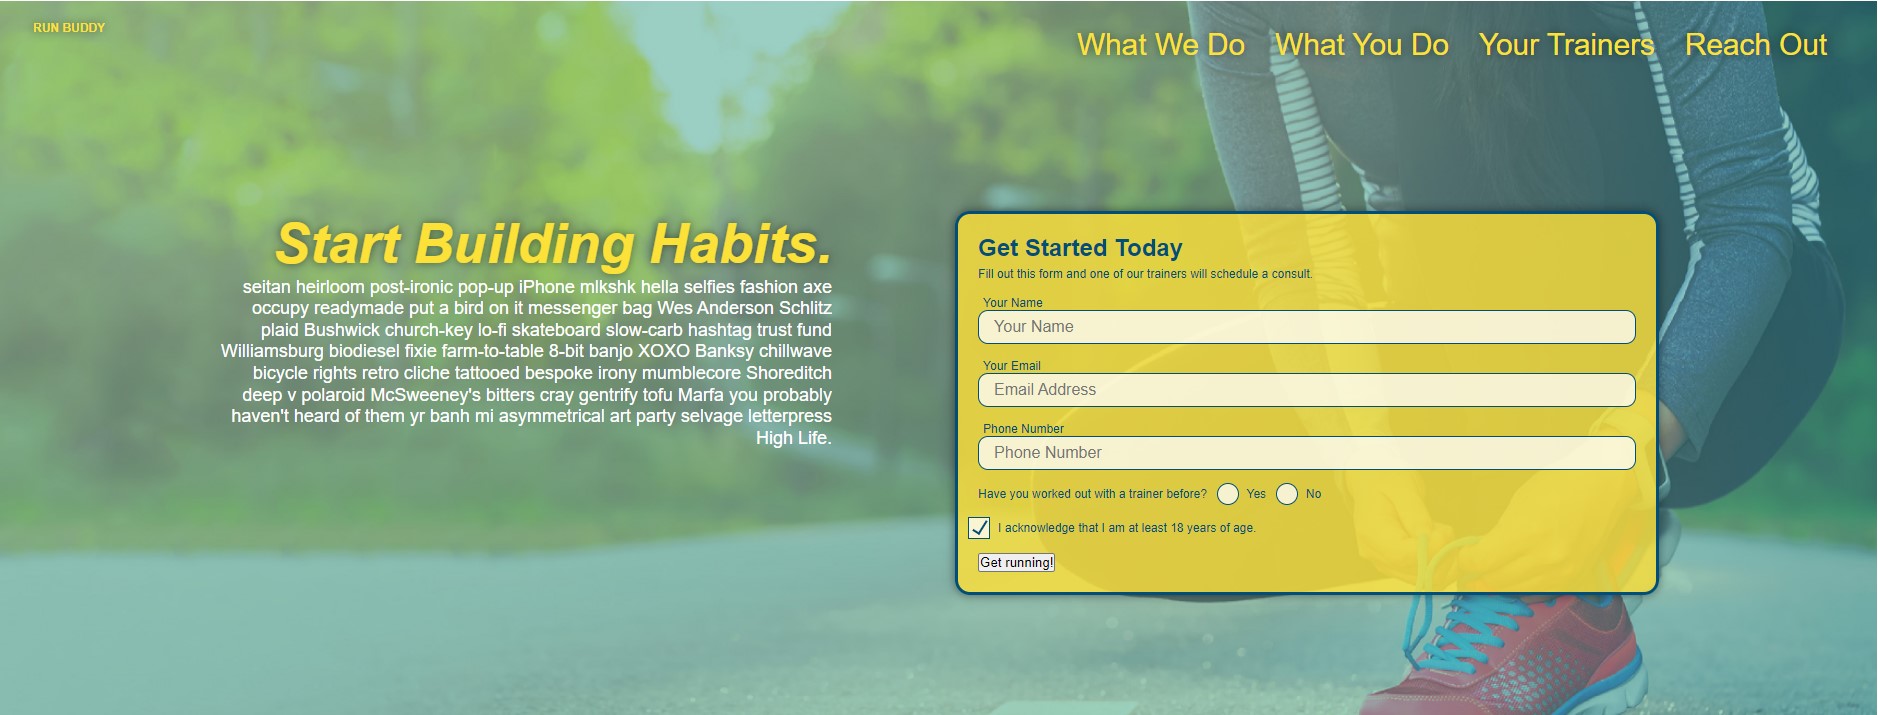 RUN BUDDY
What We Do What You Do Your Trainers Reach Out
Start Building Habits.
seitan heirloom post-ironic pop-up iPhone mlkshk hella selfies fashion axe
occupy readymade put a bird on it messenger bag Wes Anderson Schlitz
plaid Bushwick church-key lo-fi skateboard slow-carb hashtag trust fund
Williamsburg biodiesel fixie farm-to-table 8-bit banjo XOXO Banksy chillwave
bicycle rights retro cliche tattooed bespoke irony mumblecore Shoreditch
deep v polaroid McSweeney's bitters cray gentrify tofu Marfa you probably
haven't heard of them yr banh mi asymmetrical art party selvage letterpress
High Life.
Get Started Today
Fill out this form and one of our trainers will schedule a consult.
Your Name
Your Name
Your Email
Email Address
Phone Number
Phone Number
Have you worked out with a trainer before? Yes No
I acknowledge that I am at least 18 years of age.
Get running!